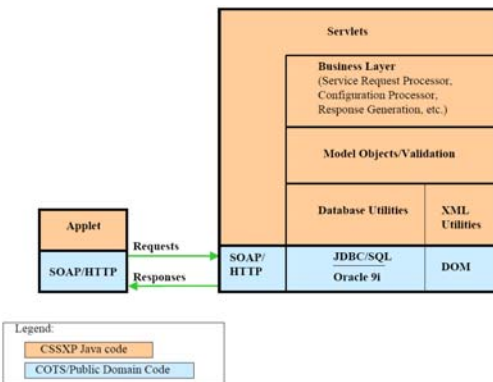 Servlets
Business Layer
(Service Request Processor,
Configuration Processor,
Response Generation, etc.)
Model Objects/Validation
Database Utilities
XML
Utilities
Applet
SOAP/HTTP
Requests
Responses
SOAP/
HTTP
JDBC/SQL
Oracle 9i
DOM
Legend:
CSSXP Java code
COTS/Public Domain Code